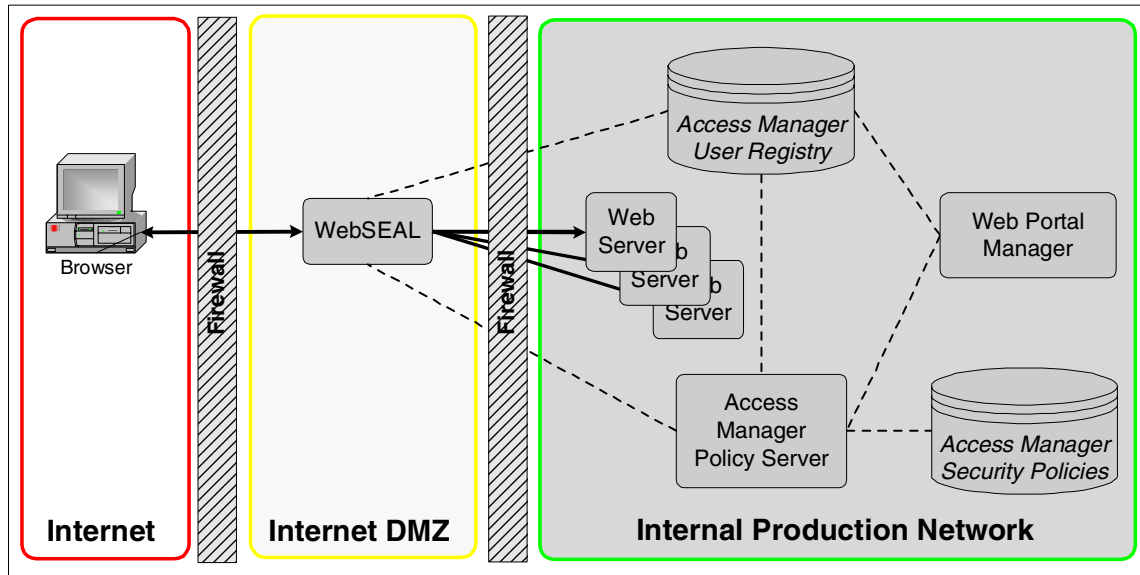 Access Manager
User Registry
Web
Server
b
Server
b
Server
Web Portal
Manager
WebSEAL
Browser
Firewall
Firewall
Access
Manager
Policy Server
Access Manager
Security Policies
Internet
Internet DMZ
Internal Production Network